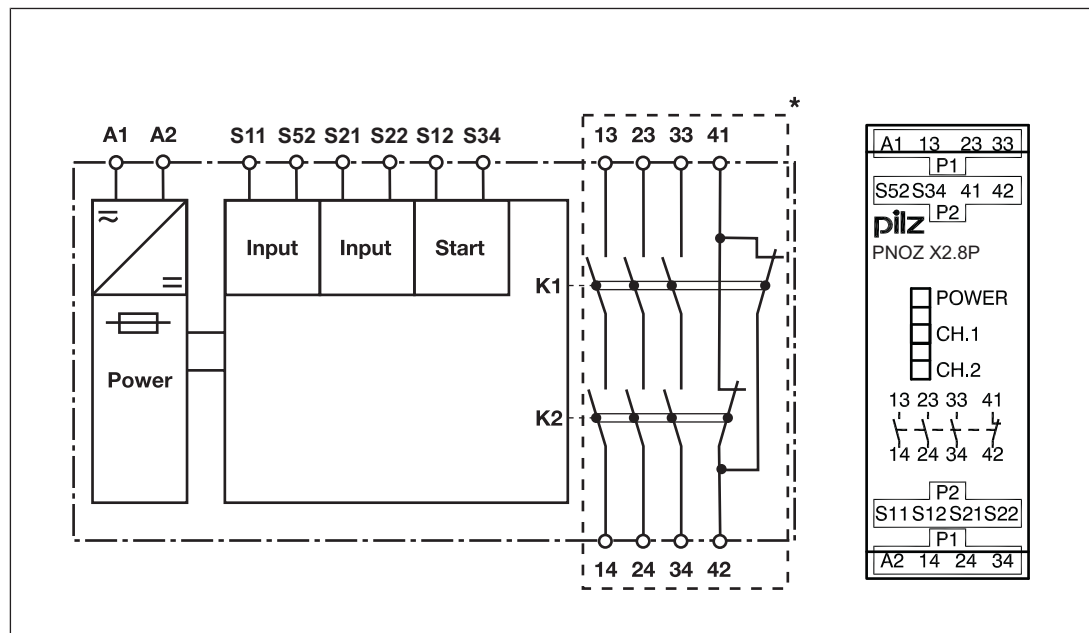 *
A1 A2 S11 S52 S21 S22 S12 S34 13 23 33 41
Input Input Start
K1
Power
K2
14 24 34 42
A1 13 23 33
P1
S52 S34 41 42
P2
pilz
PNOZ X2.8P
POWER
CH.1
CH.2
13 23 33 41
14 24 34 42
P2
S11 S12 S21 S22
P1
A2 14 24 34